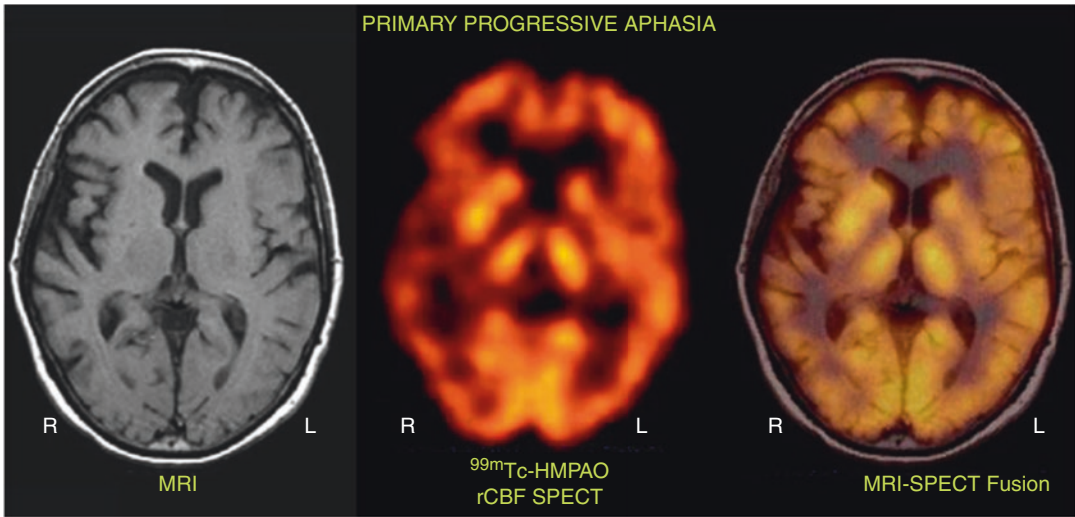 PRIMARY PROGRESSIVE APHASIA
R L
R L
R L
MRI
99mTc-HMPAO
rCBF SPECT
MRI-SPECT Fusion